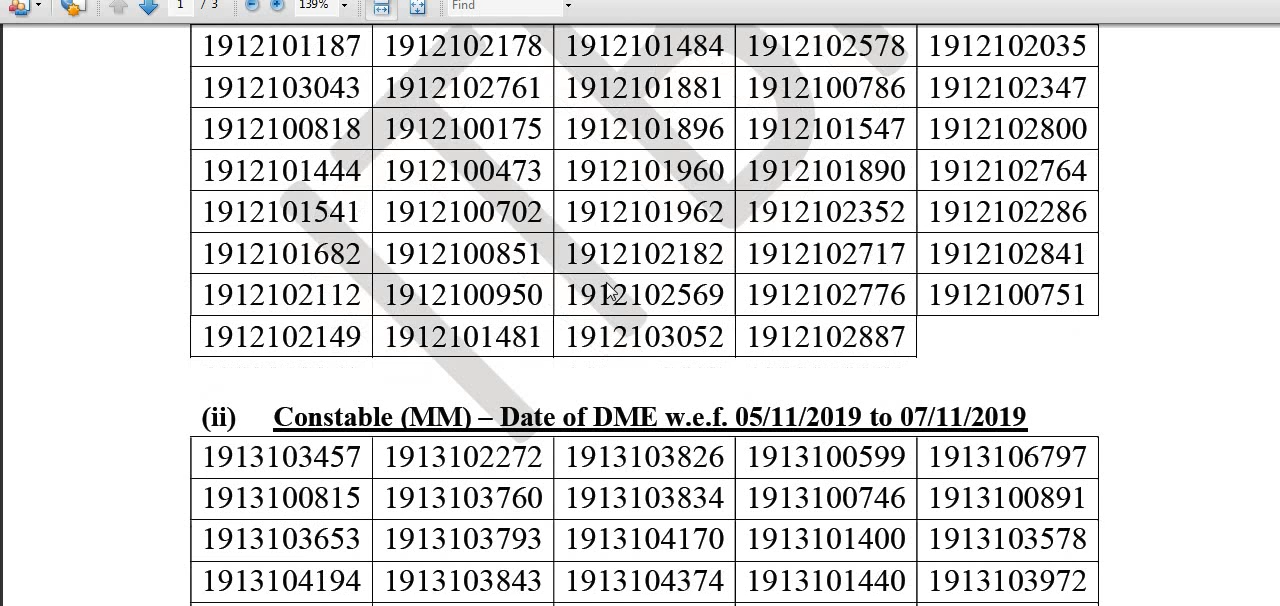 1 / 3 139% Find
1912101187 1912102178 1912101484 1912102578 1912102035
1912103043 1912102761 1912101881 1912100786 1912102347
1912100818 1912100175 1912101896 1912101547 1912102800
1912101444 1912100473 1912101960 1912101890 1912102764
1912101541 1912100702 1912101962 1912102352 1912102286
1912101682 1912100851 1912102182 1912102717 1912102841
1912102112 1912100950 1912102569 1912102776 1912100751
1912102149 1912101481 1912103052 1912102887
(ii) Constable (MM) – Date of DME w.e.f. 05/11/2019 to 07/11/2019
1913103457 1913102272 1913103826 1913100599 1913106797
1913100815 1913103760 1913103834 1913100746 1913100891
1913103653 1913103793 1913104170 1913101400 1913103578
1913104194 1913103843 1913104374 1913101440 1913103972